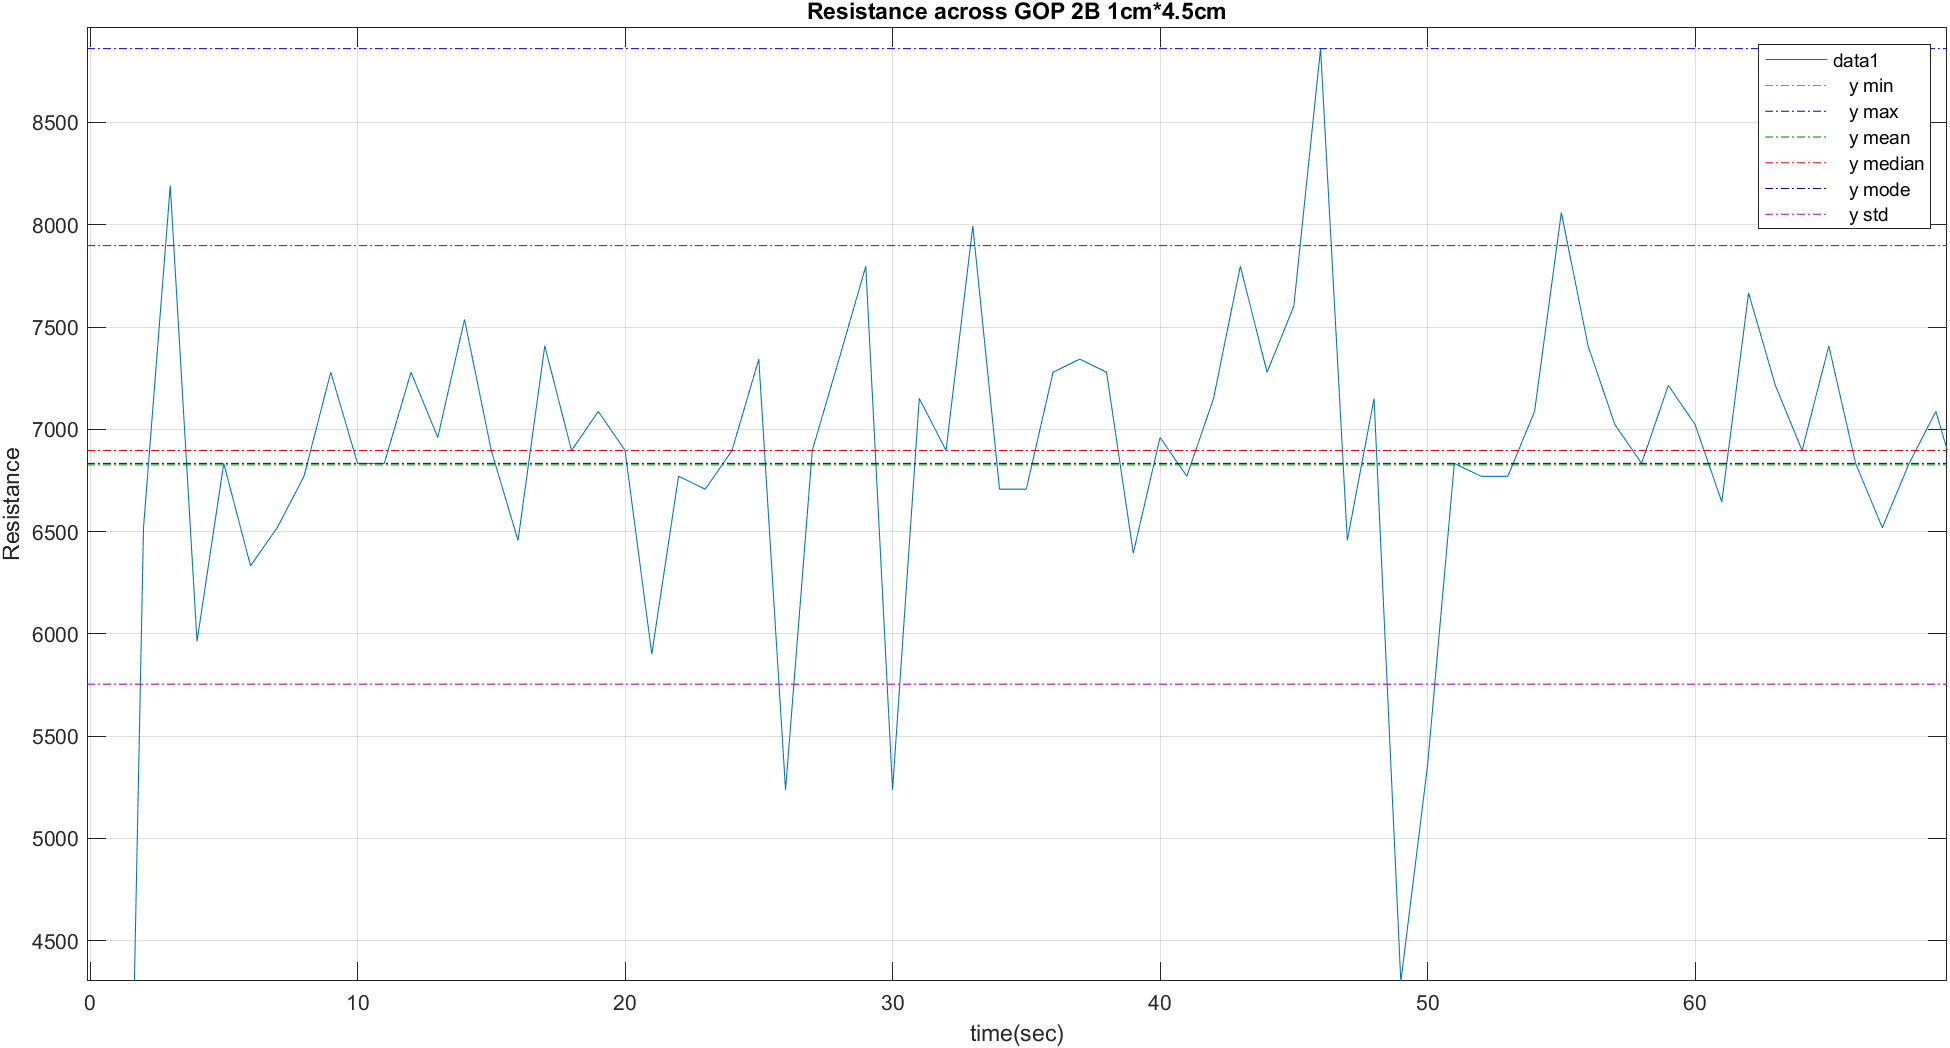 Resistance across GOP 2B 1cm*4.5cm
data1
y min
y max
y mean
y median
y mode
y std
8500
8000
7500
7000
6500
6000
5500
5000
4500
Resistance
0 10 20 30 40 50 60
time(sec)